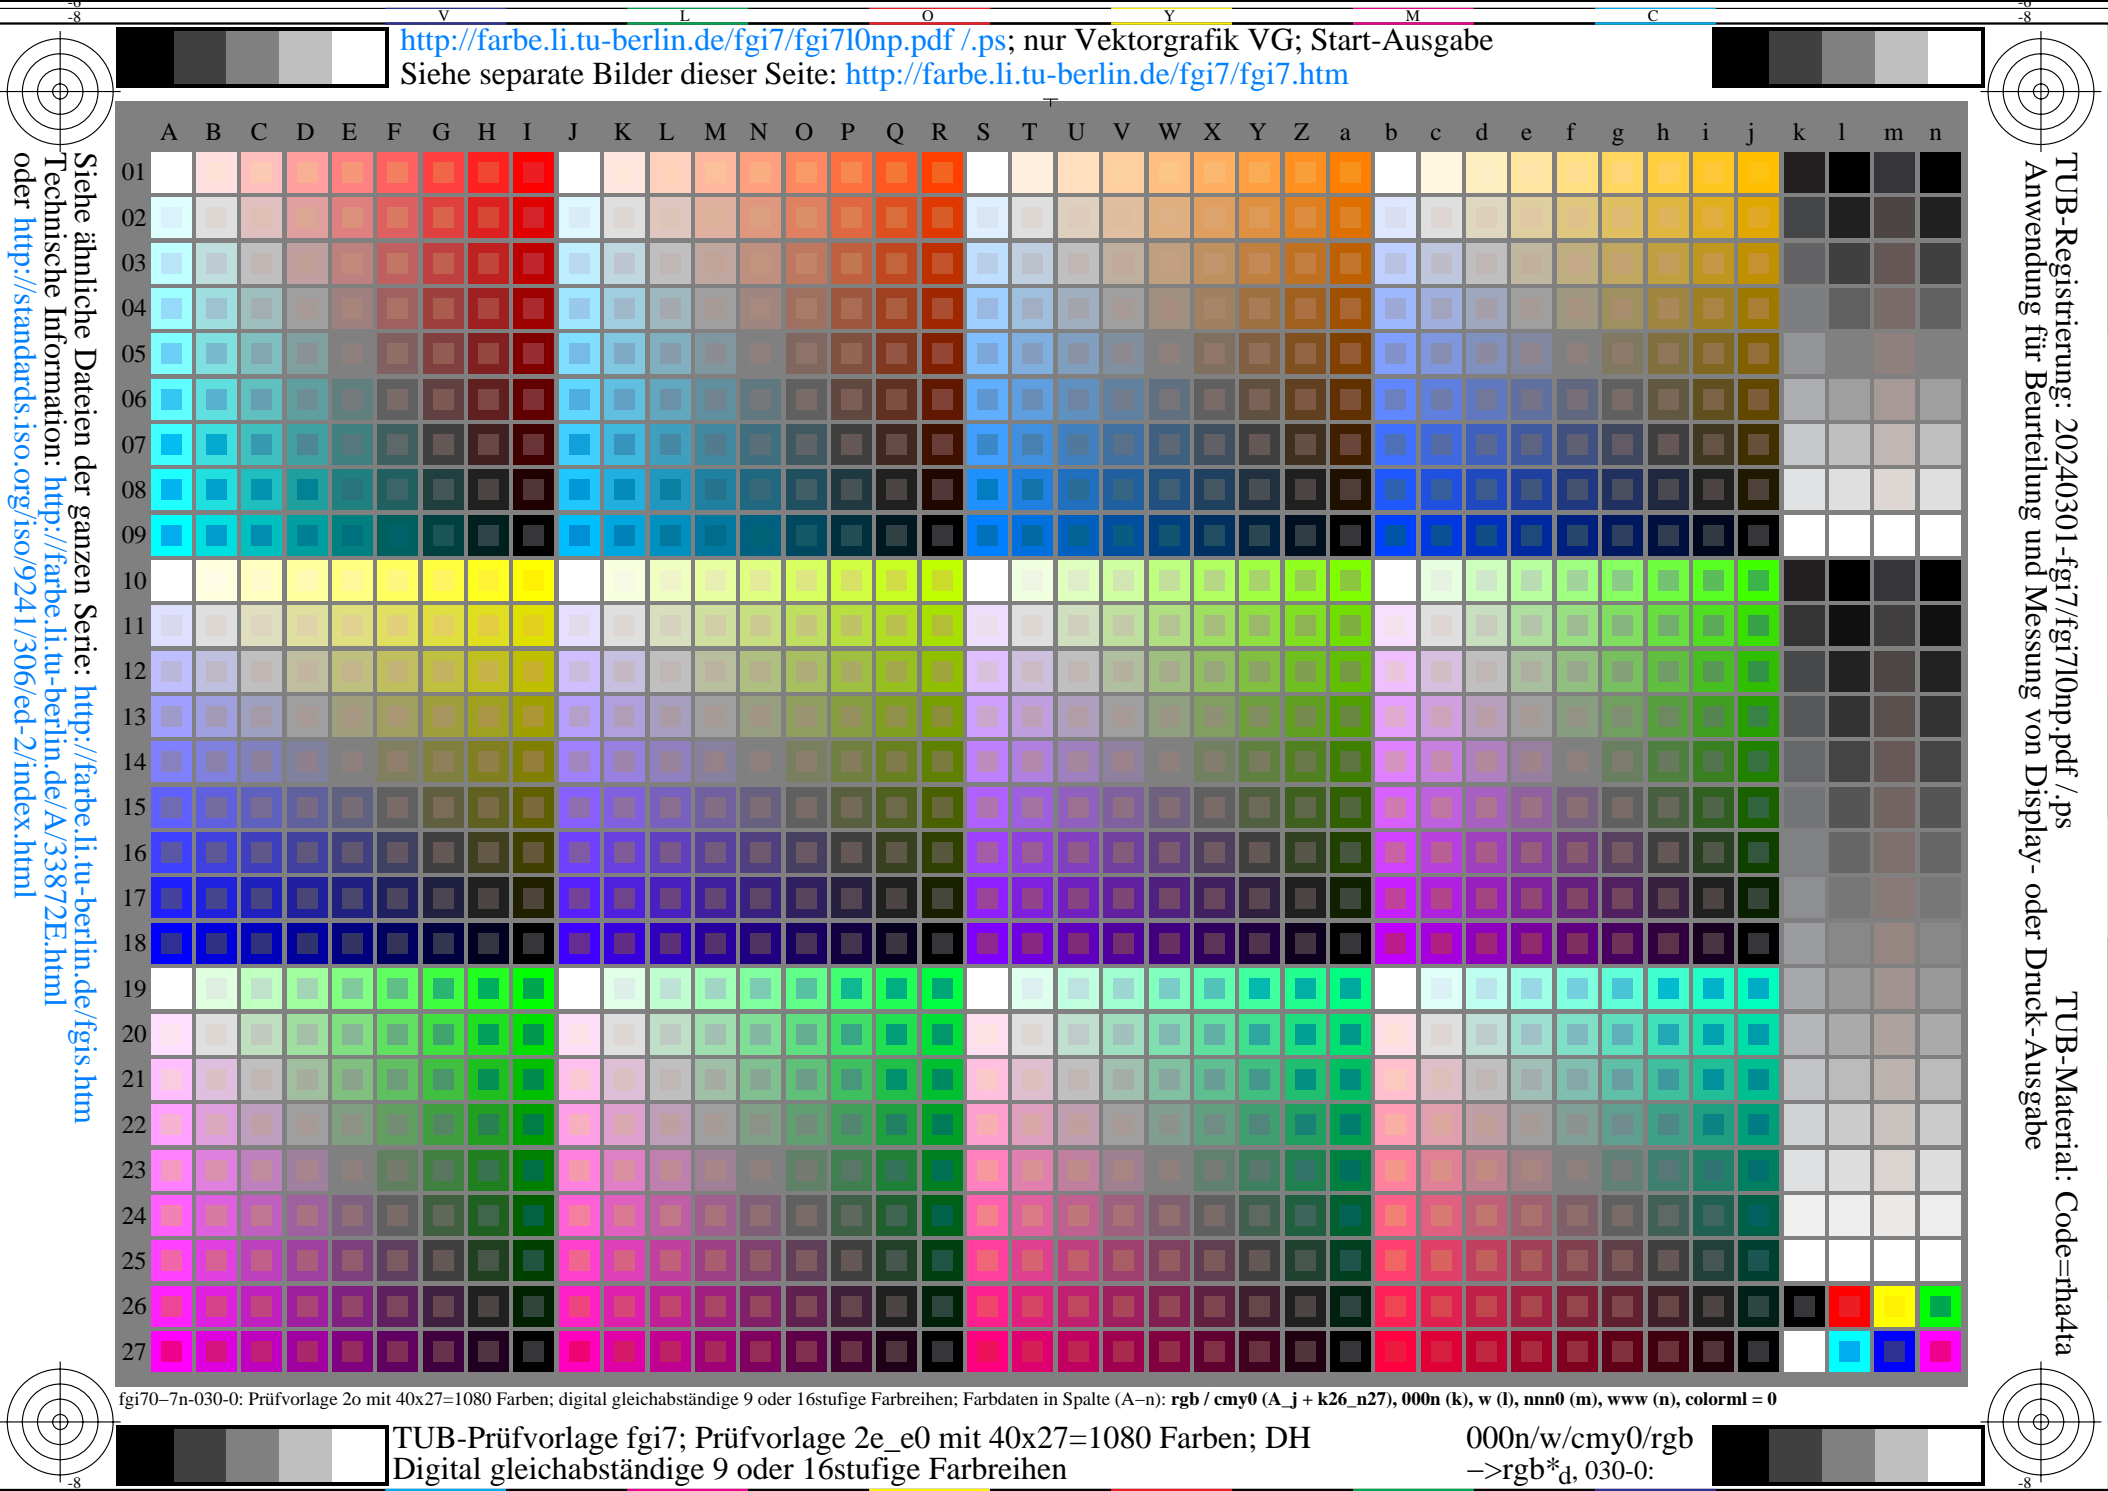 -6
-8
V
L
O
Y
M
C
-6
-8
http://farbe.li.tu-berlin.de/fgi7/fgi7l0np.pdf /.ps; nur Vektorgrafik VG; Start-Ausgabe
Siehe separate Bilder dieser Seite: http://farbe.li.tu-berlin.de/fgi7/fgi7.htm
A B C D E F G H I J K L M N O P Q R S T U V W X Y Z a b c d e f g h i j k l m n
01
02
03
04
05
06
07
08
09
10
11
12
13
14
15
16
17
18
19
20
21
22
23
24
25
26
27
Siehe ähnliche Dateien der ganzen Serie: http://farbe.li.tu-berlin.de/fgis.htm
Technische Information: http://farbe.li.tu-berlin.de/A/33872E.html
oder http://standards.iso.org/iso/9241/306/ed-2/index.html
TUB-Registrierung: 20240301-fgi7/fgi7l0np.pdf /.ps
Anwendung für Beurteilung und Messung von Display- oder Druck-Ausgabe
TUB-Material: Code=rha4ta
fgi70-7n-030-0: Prüfvorlage 2o mit 40x27=1080 Farben; digital gleichabständige 9 oder 16stufige Farbreihen; Farbdaten in Spalte (A-n): rgb / cmy0 (A_j + k26_n27), 000n (k), w (l), nnn0 (m), www (n), colorml = 0
TUB-Prüfvorlage fgi7; Prüfvorlage 2e_e0 mit 40x27=1080 Farben; DH
Digital gleichabständige 9 oder 16stufige Farbreihen
000n/w/cmy0/rgb
->rgb*d, 030-0:
-8
-8